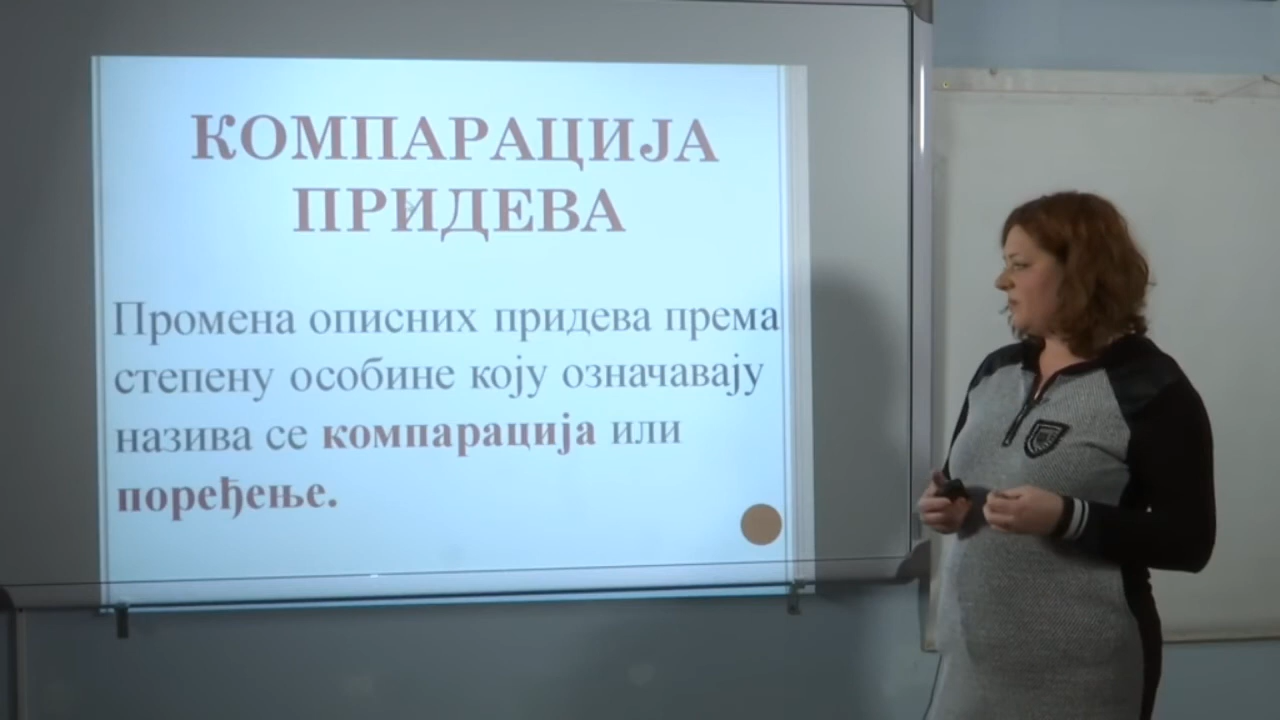 КОМПАРАЦИЈА
ПРИДЕВА
Промена описних придева према
степену особине коју означавају
назива се компарација или
поређење.